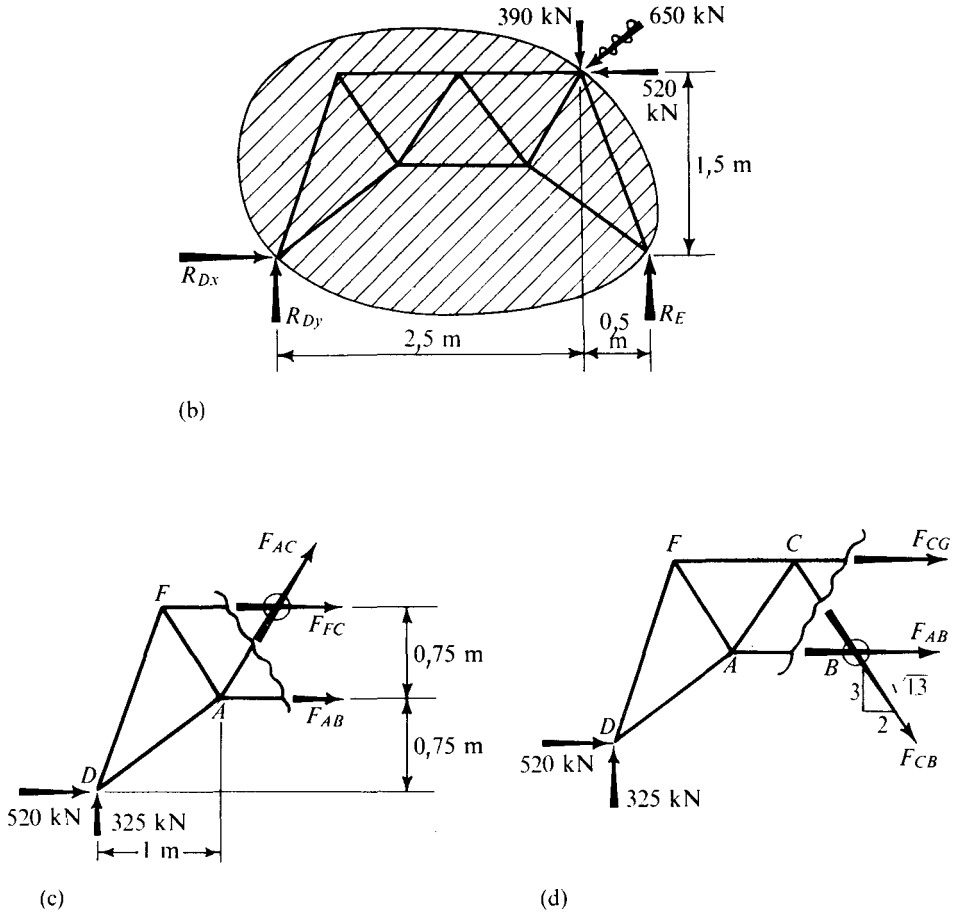 390 kN 650 kN
520
kN
1,5 m
R_Dx
R_Dy
R_E
2,5 m
0,5
m
(b)
F_AC
F
F_FC
0,75 m
A
F_AB
0,75 m
D
520 kN
325 kN
1 m
(c)
F
C
F_CG
F_AB
A
B
3
√13
2
D
F_CB
520 kN
325 kN
(d)